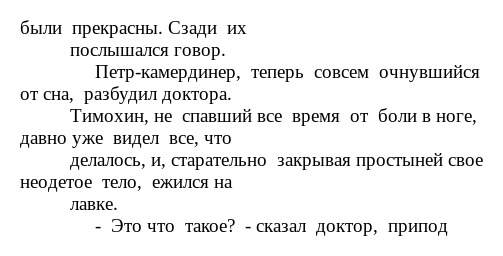 были прекрасны. Сзади их
послышался говор.
Петр-камердинер, теперь совсем очнувшийся
от сна, разбудил доктора.
Тимохин, не спавший все время от боли в ноге,
давно уже видел все, что
делалось, и, старательно закрывая простыней свое
неодетое тело, ежился на
лавке.
- Это что такое? - сказал доктор, припод